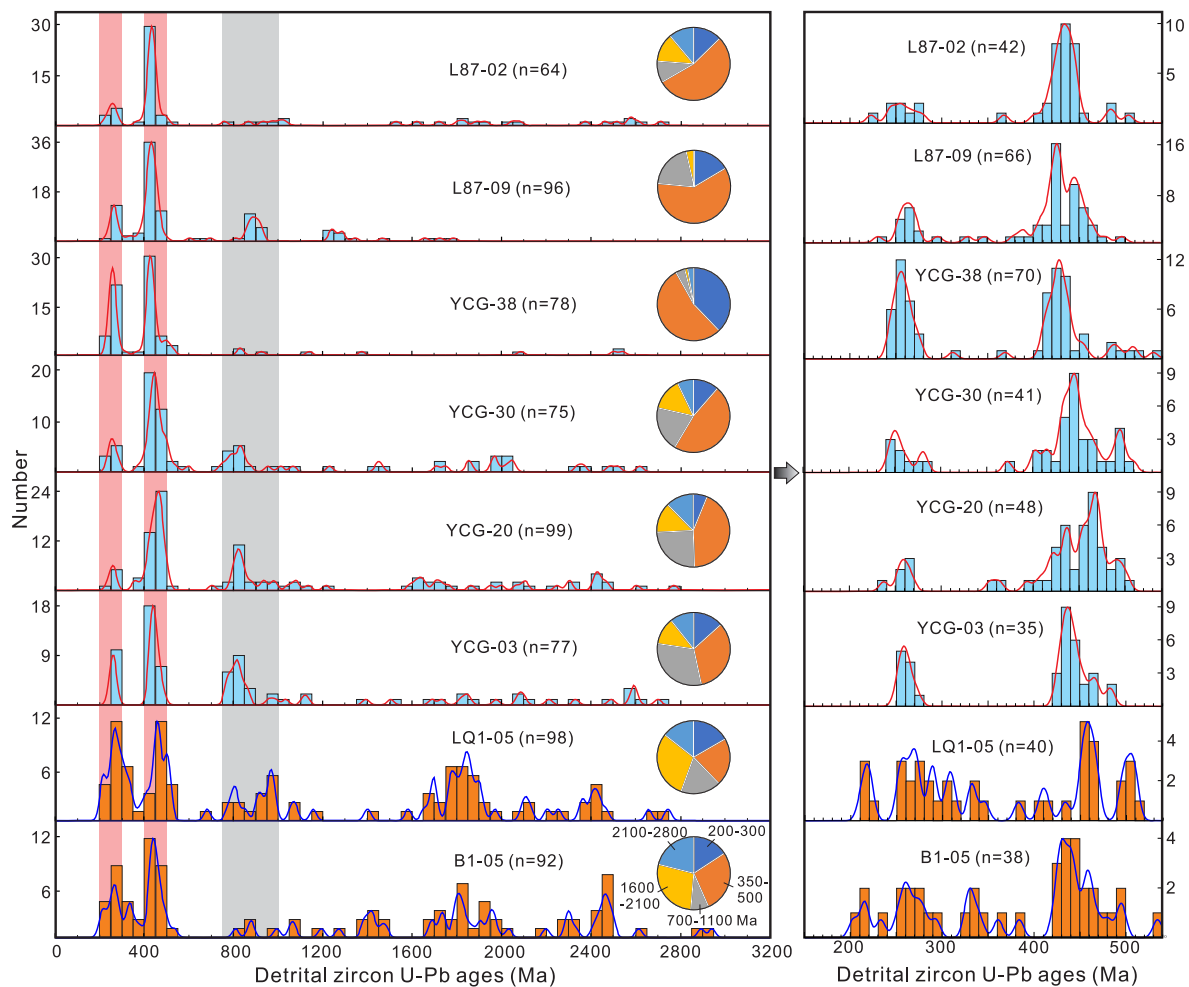 30
15
L87-02 (n=64)
L87-02 (n=42)
10
5
36
18
L87-09 (n=96)
L87-09 (n=66)
16
8
30
15
YCG-38 (n=78)
YCG-38 (n=70)
12
6
20
10
YCG-30 (n=75)
YCG-30 (n=41)
9
3
24
12
YCG-20 (n=99)
YCG-20 (n=48)
9
6
3
18
9
YCG-03 (n=77)
YCG-03 (n=35)
9
6
3
12
6
LQ1-05 (n=98)
LQ1-05 (n=40)
4
2
12
6
B1-05 (n=92)
2100-2800
200-300
350-
500
1600
-2100
700-1100 Ma
B1-05 (n=38)
4
2
Number
0 400 800 1200 1600 2000 2400 2800 3200
200 300 400 500
Detrital zircon U-Pb ages (Ma)
Detrital zircon U-Pb ages (Ma)